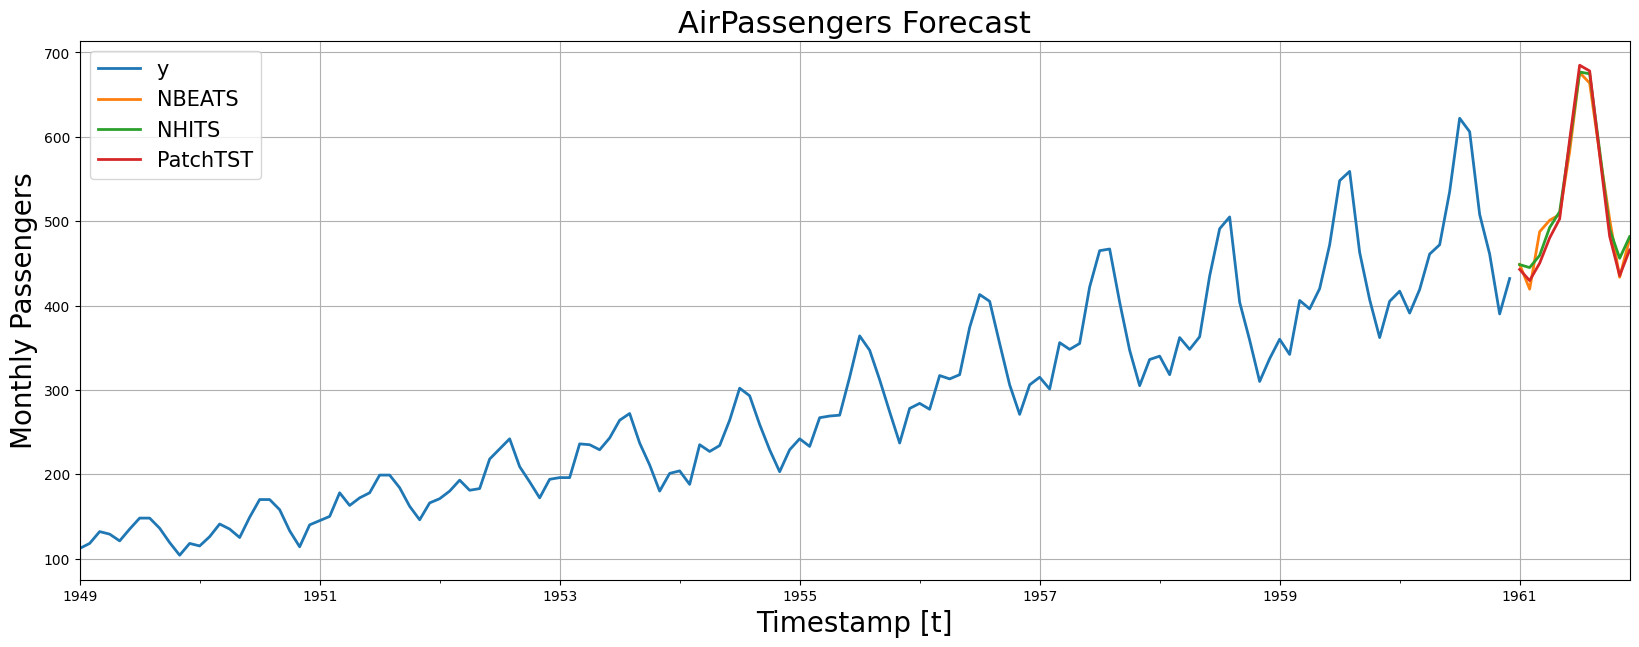 AirPassengers Forecast
700
600
500
400
300
200
100
Monthly Passengers
y
NBEATS
NHITS
PatchTST
1949
1951
1953
1955
1957
1959
1961
Timestamp [t]